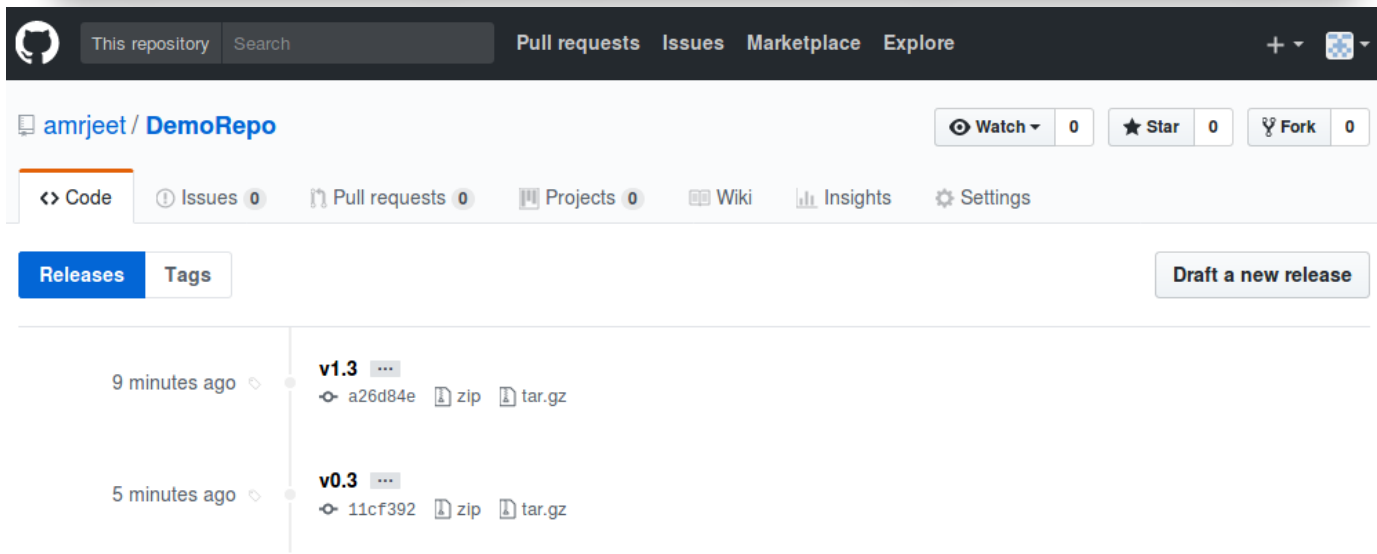 This repository Search Pull requests Issues Marketplace Explore
amrjeet / DemoRepo Watch 0 Star 0 Fork 0
Code Issues 0 Pull requests 0 Projects 0 Wiki Insights Settings
Releases Tags Draft a new release
v1.3 ...
9 minutes ago
a26d84e zip tar.gz
v0.3 ...
5 minutes ago
11cf392 zip tar.gz